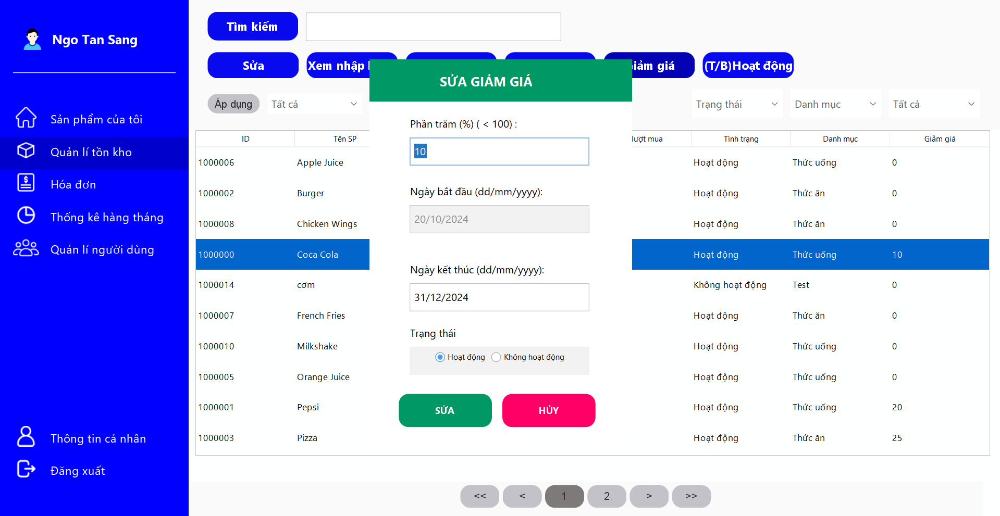 Ngo Tan Sang
Sản phẩm của tôi
Quản lí tồn kho
Hóa đơn
Thống kê hàng tháng
Quản lí người dùng
Thông tin cá nhân
Đăng xuất
Tìm kiếm
Sửa
Xem nhập
iảm giá
(T/B)Hoạt động
Áp dụng
Tất cả
Trạng thái
Danh mục
Tất cả
ID Tên SP lượt mua Tình trạng Danh mục Giảm giá
1000006 Apple Juice Hoạt động Thức uống 0
1000002 Burger Hoạt động Thức ăn 0
1000008 Chicken Wings Hoạt động Thức ăn 0
1000000 Coca Cola Hoạt động Thức uống 10
1000014 cơm Không hoạt động Test 0
1000007 French Fries Hoạt động Thức ăn 0
1000010 Milkshake Hoạt động Thức uống 0
1000005 Orange Juice Hoạt động Thức uống 0
1000001 Pepsi Hoạt động Thức uống 20
1000003 Pizza Hoạt động Thức ăn 25
SỬA GIẢM GIÁ
Phần trăm (%) ( < 100) :
10
Ngày bắt đầu (dd/mm/yyyy):
20/10/2024
Ngày kết thúc (dd/mm/yyyy):
31/12/2024
Trạng thái
Hoạt động Không hoạt động
SỬA HỦY
<< < 1 2 > >>